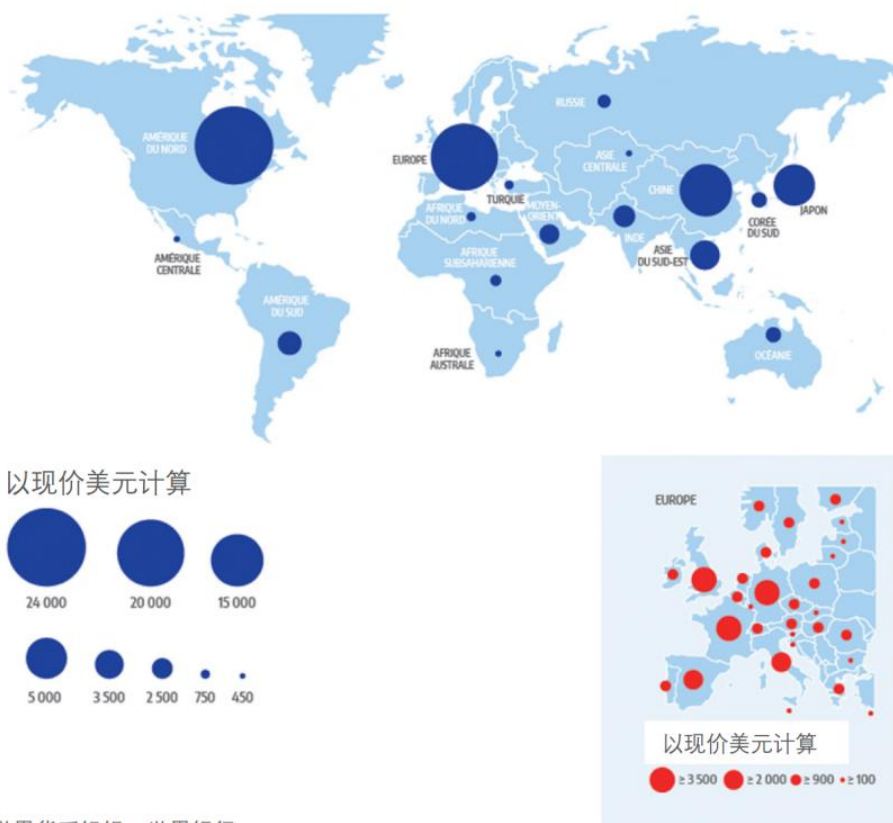 RUSSIE
AMÉRIQUE
DU NORD
EUROPE
ASIE
CENTRALE
CHINE
TURQUIE
AFRIQUE
DU NORD
MOYEN-
ORIENT
JAPON
CORÉE
DU SUD
INDE
ASIE
DU SUD-EST
AMÉRIQUE
CENTRALE
AFRIQUE
SUBSAHARIENNE
AMÉRIQUE
DU SUD
AFRIQUE
AUSTRALE
OCÉANIE
以现价美元计算
24 000 20 000 15 000
5 000 3 500 2 500 750 450
EUROPE
以现价美元计算
≥ 3 500 ≥ 2 000 ≥ 900 ≥ 100